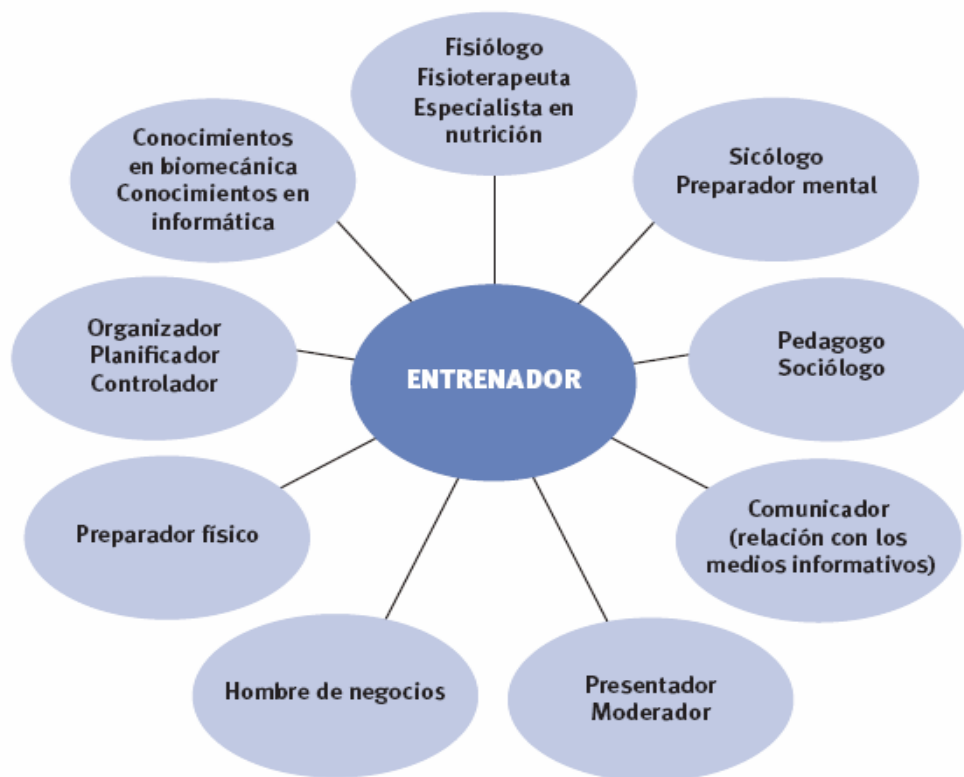 Fisiólogo
Fisioterapeuta
Especialista en
nutrición
Conocimientos
en biomecánica
Conocimientos en
informática
Sicólogo
Preparador mental
Organizador
Planificador
Controlador
ENTRENADOR
Pedagogo
Sociólogo
Preparador físico
Comunicador
(relación con los
medios informativos)
Hombre de negocios
Presentador
Moderador